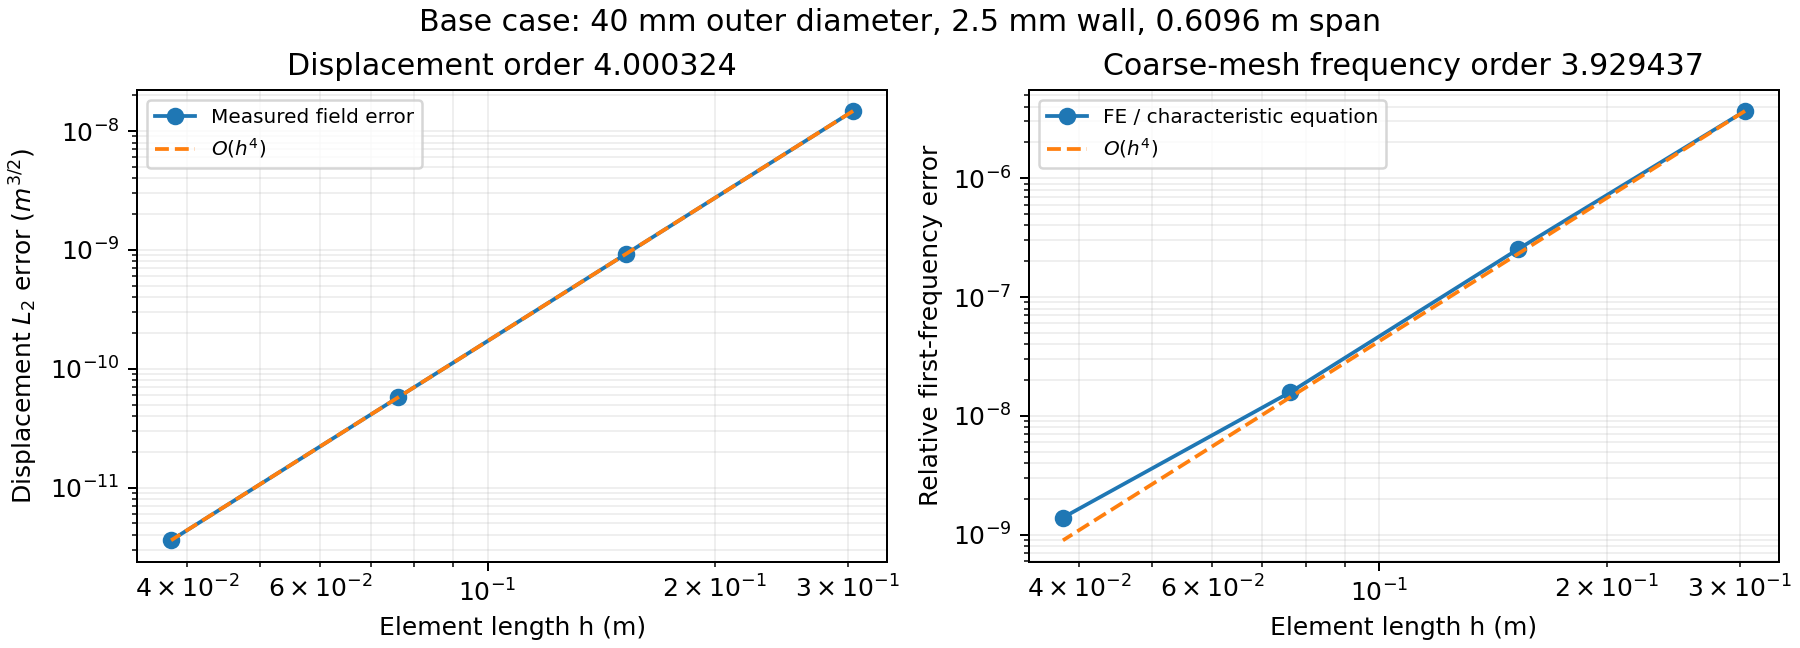 Base case: 40 mm outer diameter, 2.5 mm wall, 0.6096 m span
Displacement order 4.000324
Displacement L₂ error (m³ᐟ²)
10⁻⁸
10⁻⁹
10⁻¹⁰
10⁻¹¹
Measured field error
O(h⁴)
4 × 10⁻² 6 × 10⁻² 10⁻¹ 2 × 10⁻¹ 3 × 10⁻¹
Element length h (m)
Coarse-mesh frequency order 3.929437
Relative first-frequency error
10⁻⁶
10⁻⁷
10⁻⁸
10⁻⁹
FE / characteristic equation
O(h⁴)
4 × 10⁻² 6 × 10⁻² 10⁻¹ 2 × 10⁻¹ 3 × 10⁻¹
Element length h (m)